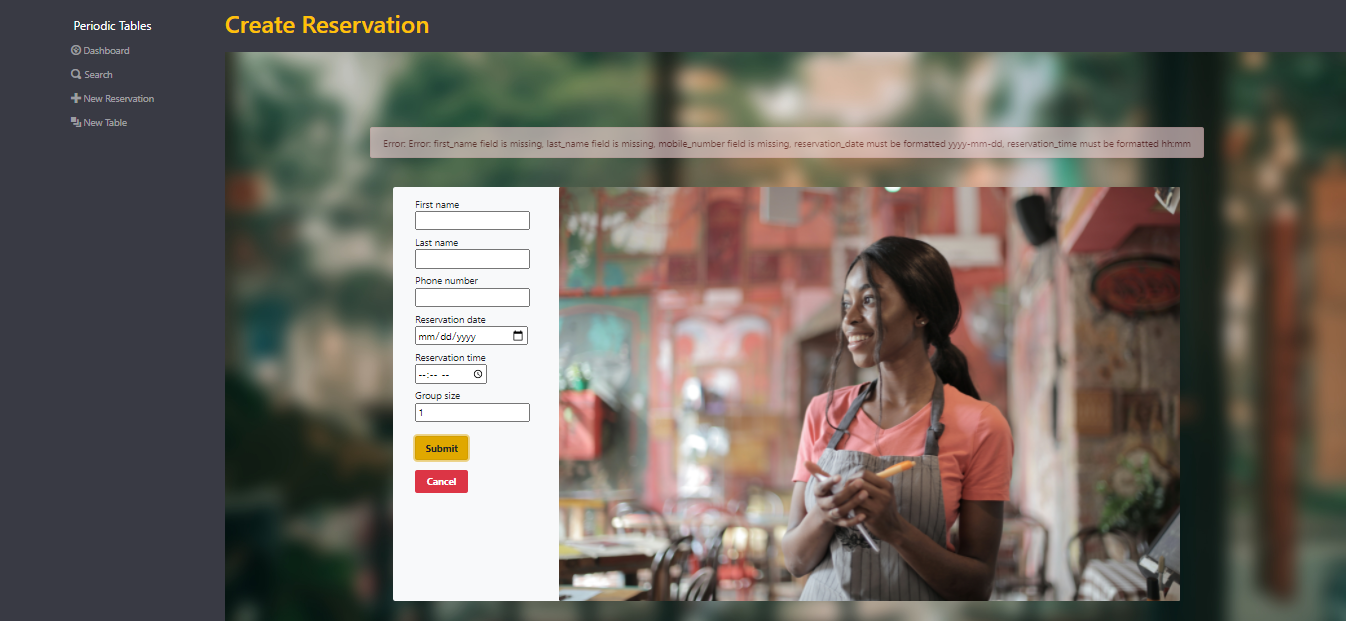 Periodic Tables
Dashboard
Search
New Reservation
New Table
Create Reservation
Error: Error: first_name field is missing, last_name field is missing, mobile_number field is missing, reservation_date must be formatted yyyy-mm-dd, reservation_time must be formatted hh:mm
First name
Last name
Phone number
Reservation date
mm/dd/yyyy
Reservation time
--:-- --
Group size
1
Submit
Cancel